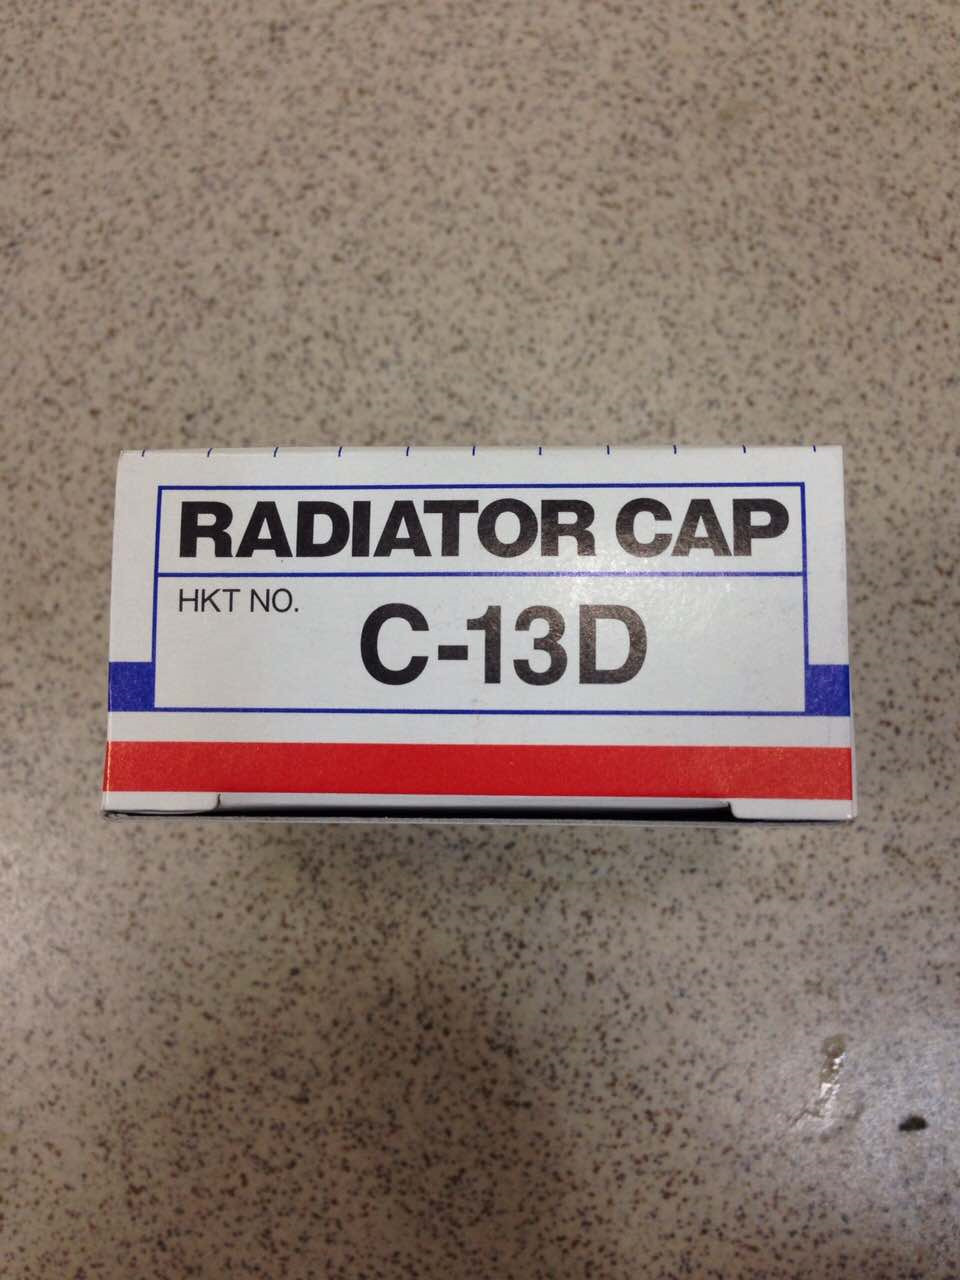 RADIATOR CAP
HKT NO.
C-13D